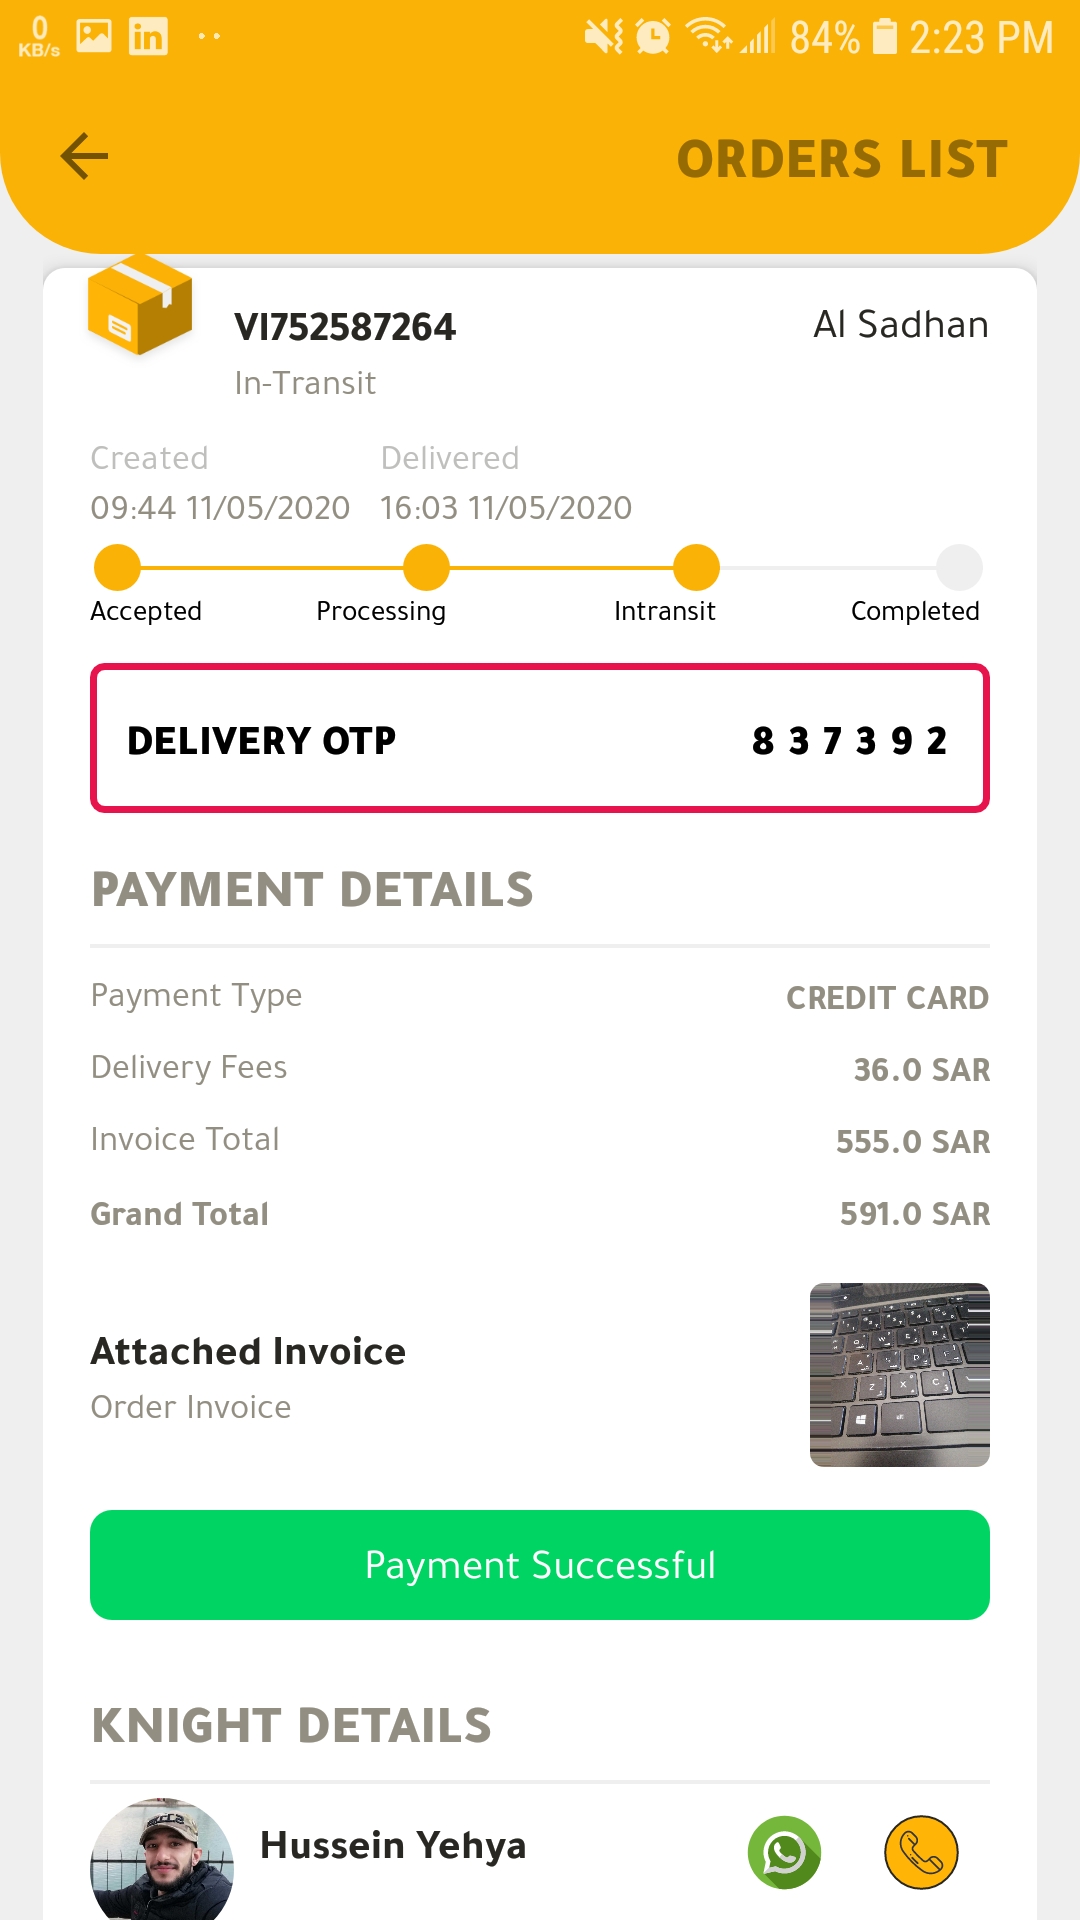 0
KB/s
84% 2:23 PM
ORDERS LIST
VI752587264
Al Sadhan
In-Transit
Created Delivered
09:44 11/05/2020 16:03 11/05/2020
Accepted Processing Intransit Completed
DELIVERY OTP 8 3 7 3 9 2
PAYMENT DETAILS
Payment Type CREDIT CARD
Delivery Fees 36.0 SAR
Invoice Total 555.0 SAR
Grand Total 591.0 SAR
Attached Invoice
Order Invoice
Payment Successful
KNIGHT DETAILS
Hussein Yehya